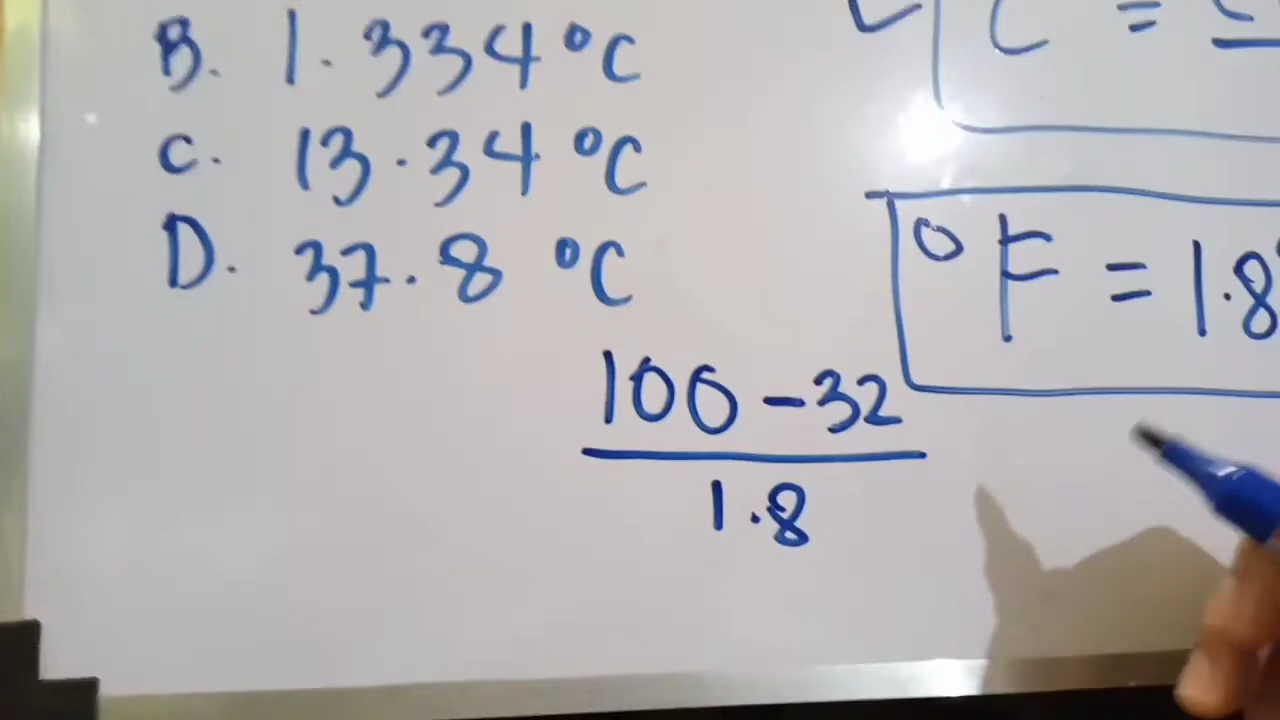 B. 1.334 °C
C. 13.34 °C
D. 37.8 °C
C =
°F = 1.8
100 - 32
1.8